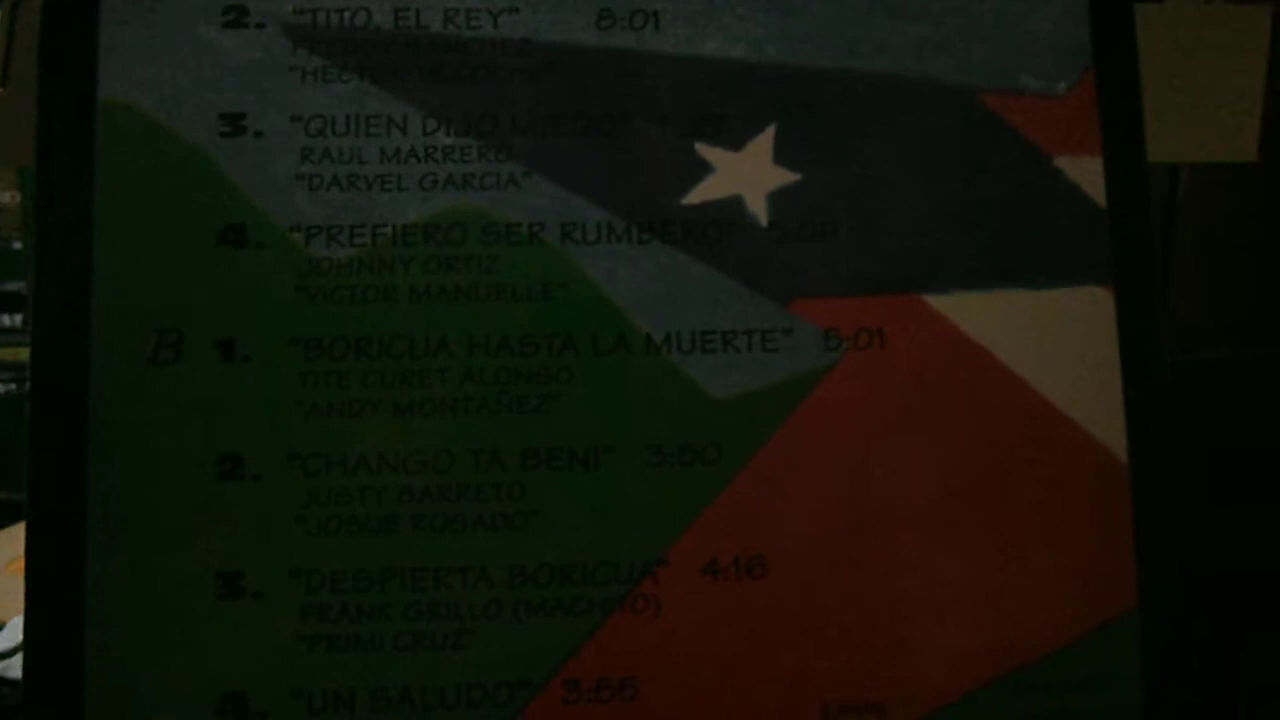 2. "TITO, EL REY" 8:01
3. "QUIEN DIJO MIEDO"
RAUL MARRERO
"DARVEL GARCIA"
4. "PREFIERO SER RUMBERO" 5:00
JOHNNY ORTIZ
"VICTOR MANUELLE"
B 1. "BORICUA HASTA LA MUERTE" 5:01
TITE CURET ALONSO
"ANDY MONTAÑEZ"
2. "CHANGO TA BENI" 3:50
JUSTY BARRETO
"JOSUE ROSADO"
3. "DESPIERTA BORICUA" 4:16
FRANK GRILLO (MACHITO)
"PRIMI CRUZ"
4. "UN SALUDO" 3:55